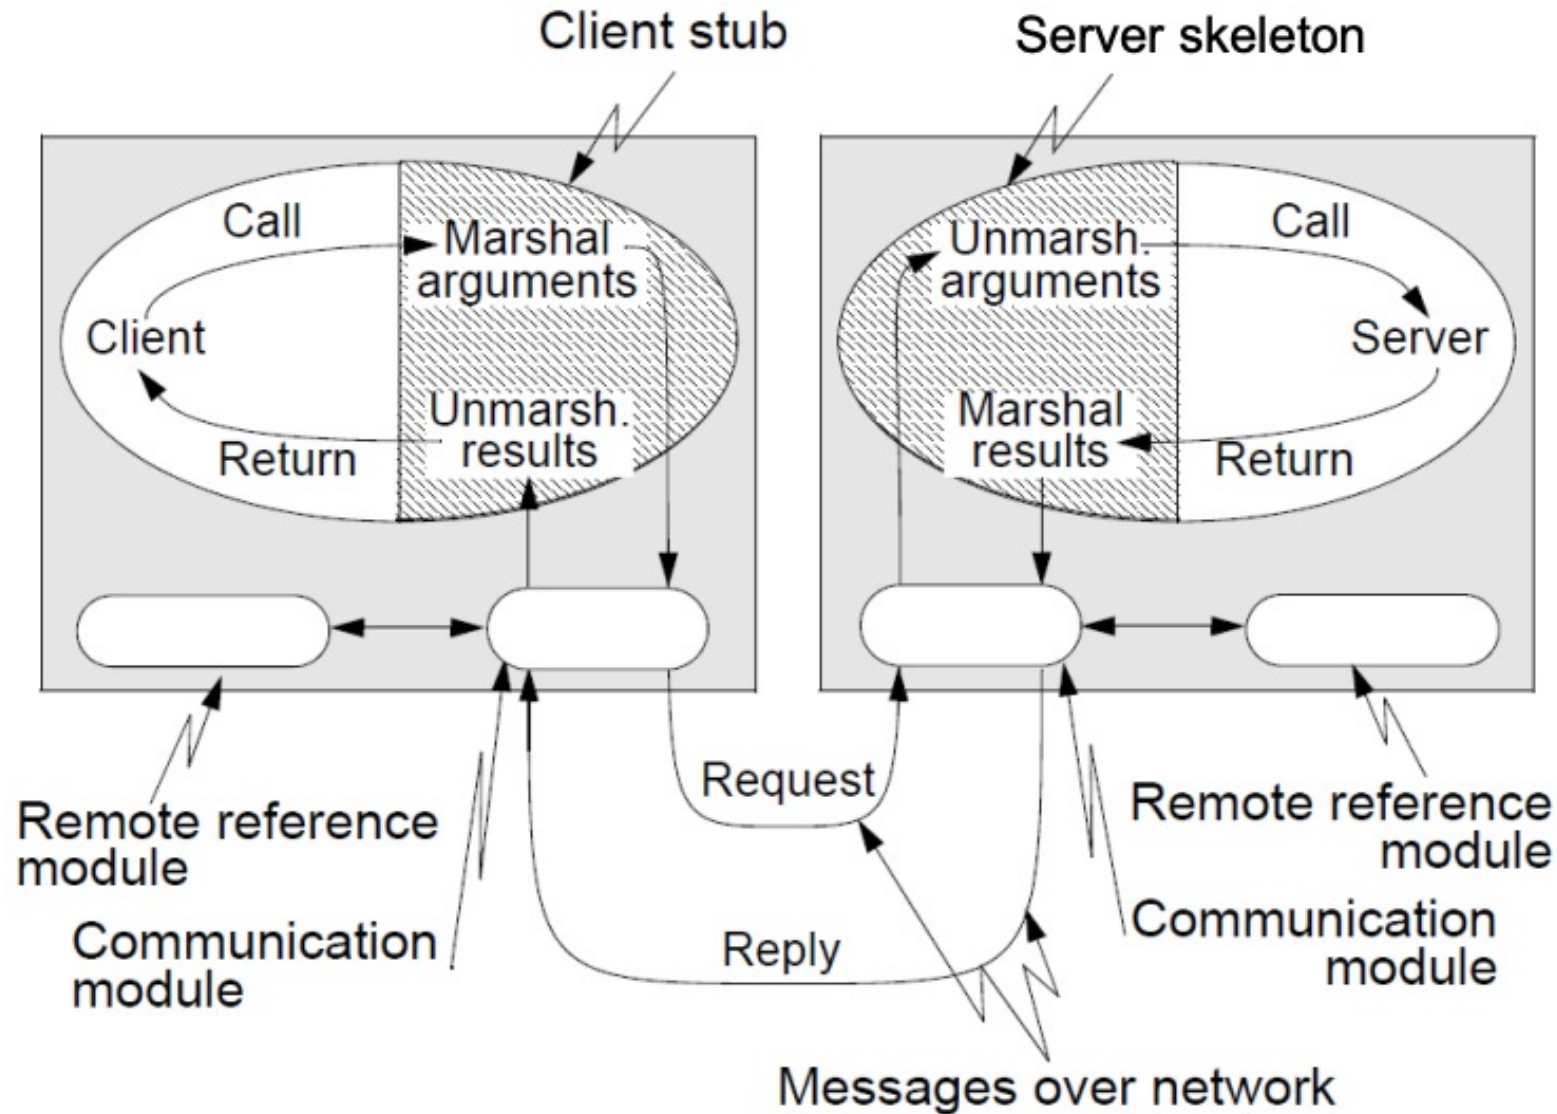 Client stub
Server skeleton
Call
Marshal
arguments
Client
Unmarsh.
results
Return
Unmarsh.
arguments
Call
Server
Marshal
results
Return
Request
Remote reference
module
Remote reference
module
Communication
module
Reply
Communication
module
Messages over network